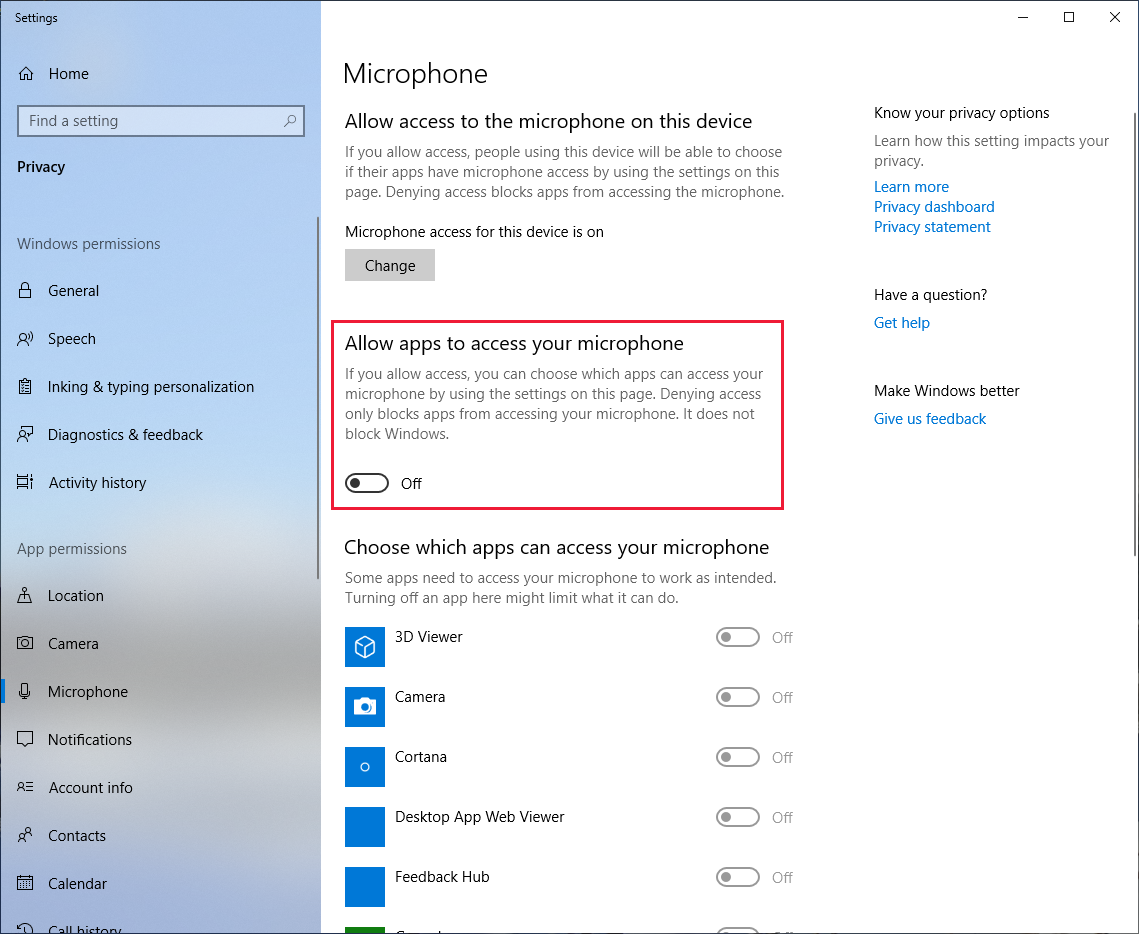 Settings
Home
Find a setting
Privacy
Windows permissions
General
Speech
Inking & typing personalization
Diagnostics & feedback
Activity history
App permissions
Location
Camera
Microphone
Notifications
Account info
Contacts
Calendar
Call history
Microphone
Allow access to the microphone on this device
If you allow access, people using this device will be able to choose
if their apps have microphone access by using the settings on this
page. Denying access blocks apps from accessing the microphone.
Microphone access for this device is on
Change
Allow apps to access your microphone
If you allow access, you can choose which apps can access your
microphone by using the settings on this page. Denying access
only blocks apps from accessing your microphone. It does not
block Windows.
Off
Choose which apps can access your microphone
Some apps need to access your microphone to work as intended.
Turning off an app here might limit what it can do.
3D Viewer Off
Camera Off
Cortana Off
Desktop App Web Viewer Off
Feedback Hub Off
Know your privacy options
Learn how this setting impacts your
privacy.
Learn more
Privacy dashboard
Privacy statement
Have a question?
Get help
Make Windows better
Give us feedback